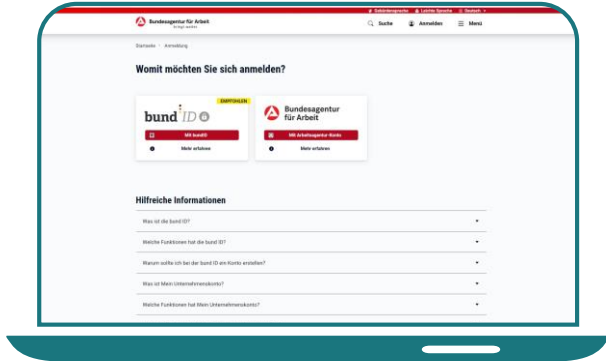 Gebärdensprache Leichte Sprache Deutsch
Bundesagentur für Arbeit
bringt weiter.
Suche Anmelden Menü
Startseite Anmeldung
Womit möchten Sie sich anmelden?
EMPFOHLEN
bundID
Mit bundID
Mehr erfahren
Bundesagentur
für Arbeit
Mit Arbeitsagentur-Konto
Mehr erfahren
Hilfreiche Informationen
Was ist die bund ID?
Welche Funktionen hat die bund ID?
Warum sollte ich bei der bund ID ein Konto erstellen?
Was ist Mein Unternehmenskonto?
Welche Funktionen hat Mein Unternehmenskonto?